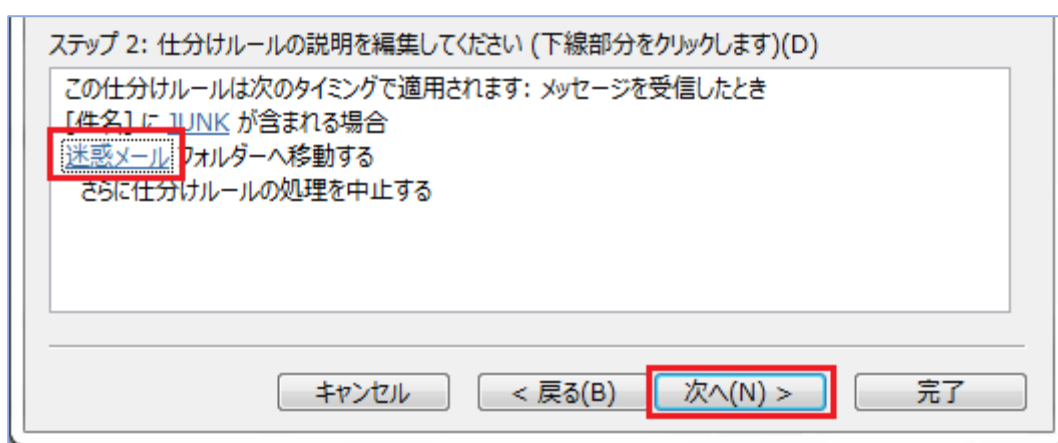 ステップ 2: 仕分けルールの説明を編集してください (下線部分をクリックします)(D)
この仕分けルールは次のタイミングで適用されます: メッセージを受信したとき
[件名] に JUNK が含まれる場合
迷惑メール フォルダーへ移動する
さらに仕分けルールの処理を中止する
キャンセル
< 戻る(B)
次へ(N) >
完了